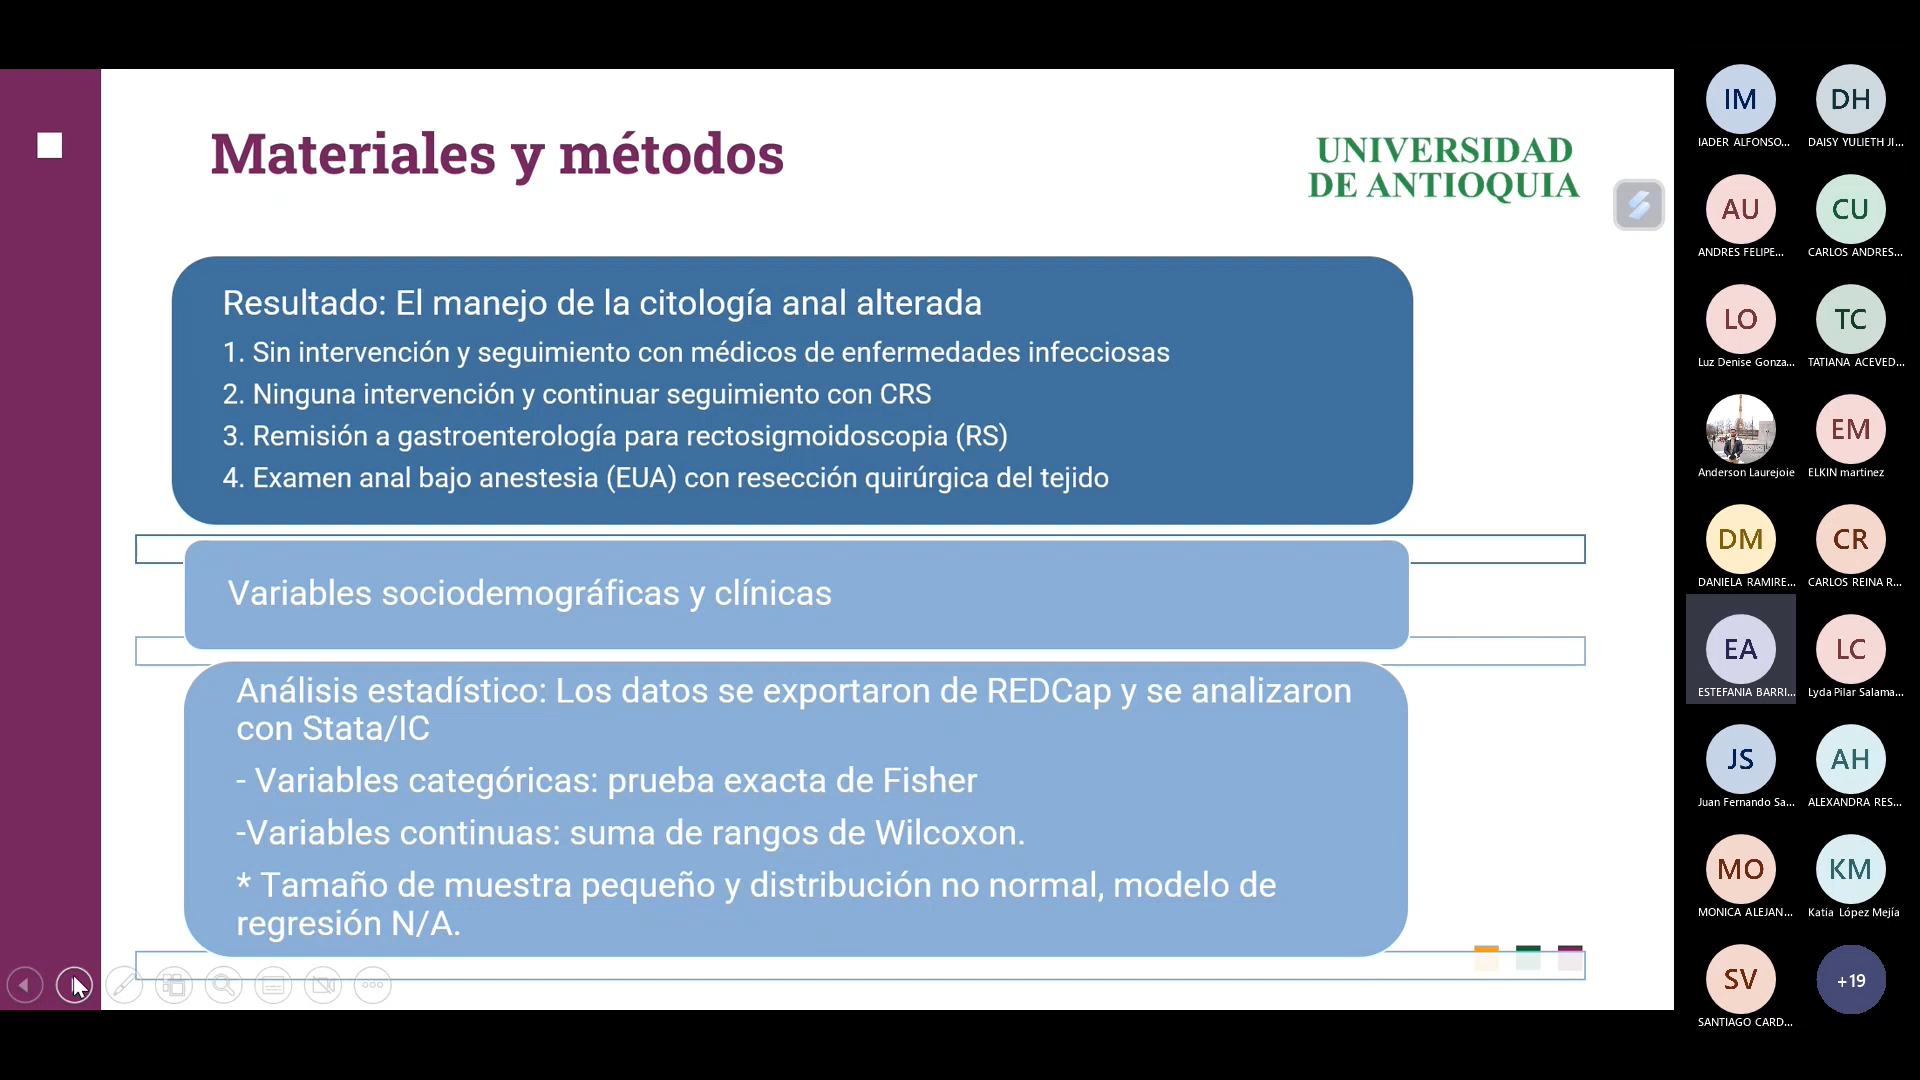 Materiales y métodos
UNIVERSIDAD
DE ANTIOQUIA
Resultado: El manejo de la citología anal alterada
1. Sin intervención y seguimiento con médicos de enfermedades infecciosas
2. Ninguna intervención y continuar seguimiento con CRS
3. Remisión a gastroenterología para rectosigmoidoscopia (RS)
4. Examen anal bajo anestesia (EUA) con resección quirúrgica del tejido
Variables sociodemográficas y clínicas
Análisis estadístico: Los datos se exportaron de REDCap y se analizaron
con Stata/IC
- Variables categóricas: prueba exacta de Fisher
-Variables continuas: suma de rangos de Wilcoxon.
* Tamaño de muestra pequeño y distribución no normal, modelo de
regresión N/A.
IM DH
IADER ALFONSO... DAISY YULIETH JI...
AU CU
ANDRES FELIPE... CARLOS ANDRES...
LO TC
Luz Denise Gonza... TATIANA ACEVED...
EM
Anderson Laurejoie ELKIN martinez
DM CR
DANIELA RAMIRE... CARLOS REINA R...
EA LC
ESTEFANIA BARRI... Lyda Pilar Salama...
JS AH
Juan Fernando Sa... ALEXANDRA RES...
MO KM
MONICA ALEJAN... Katia López Mejía
SV +19
SANTIAGO CARD...